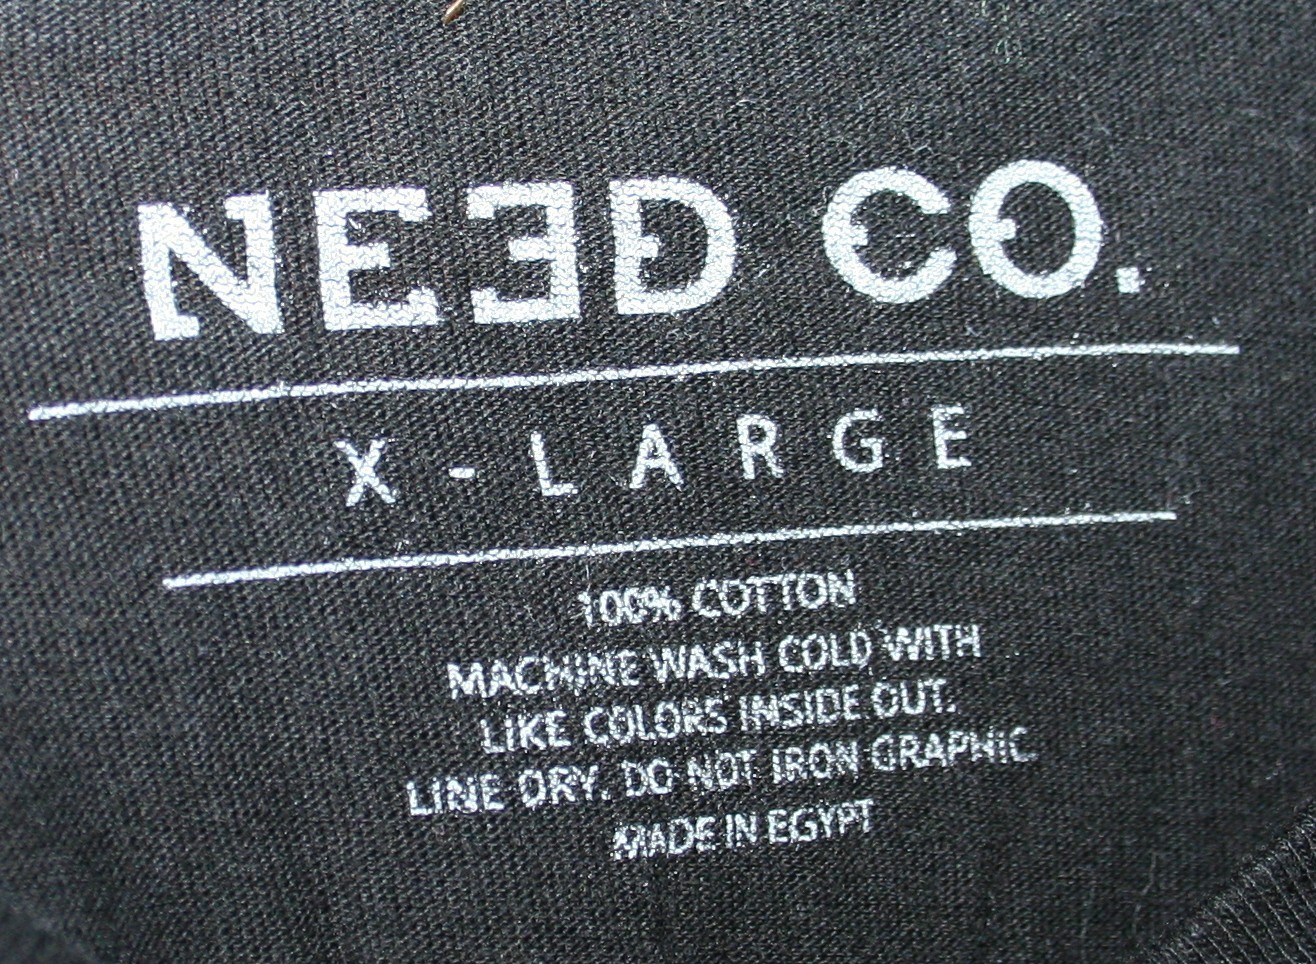 NEED CO.
X-LARGE
100% COTTON
MACHINE WASH COLD WITH
LIKE COLORS INSIDE OUT.
LINE DRY. DO NOT IRON GRAPHIC
MADE IN EGYPT